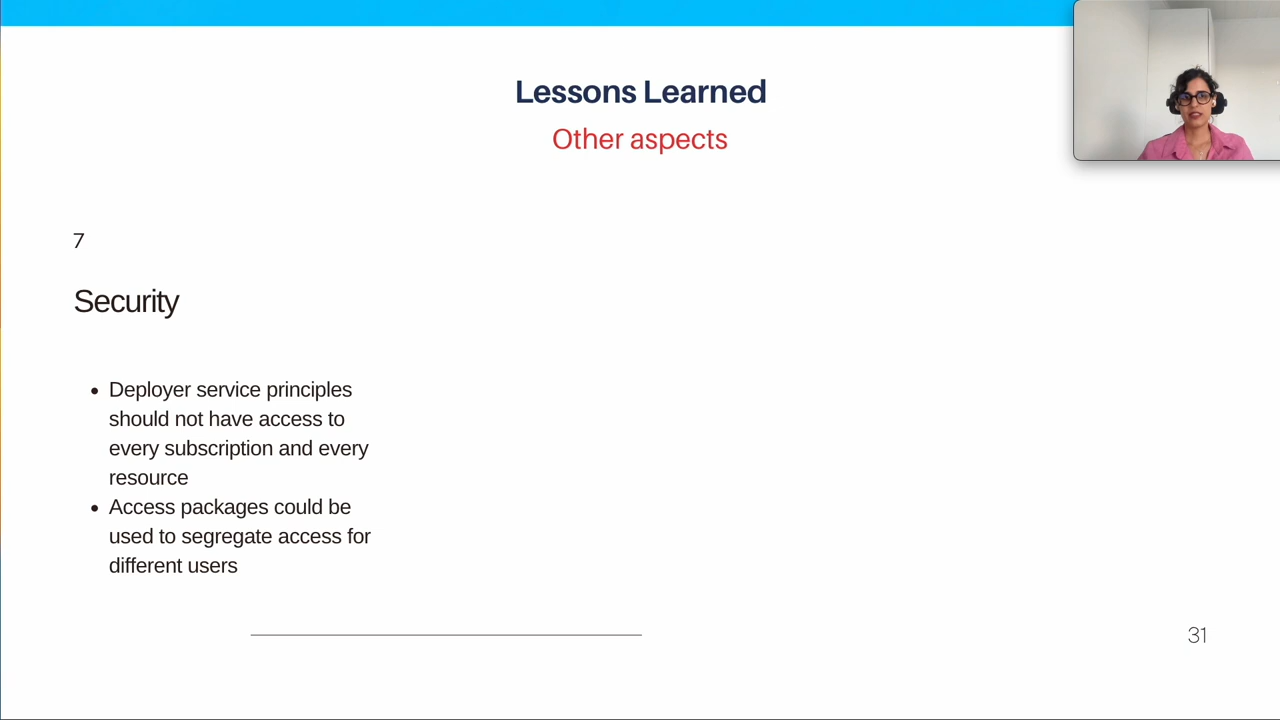 Lessons Learned
Other aspects
7
Security
• Deployer service principles
should not have access to
every subscription and every
resource
• Access packages could be
used to segregate access for
different users
31